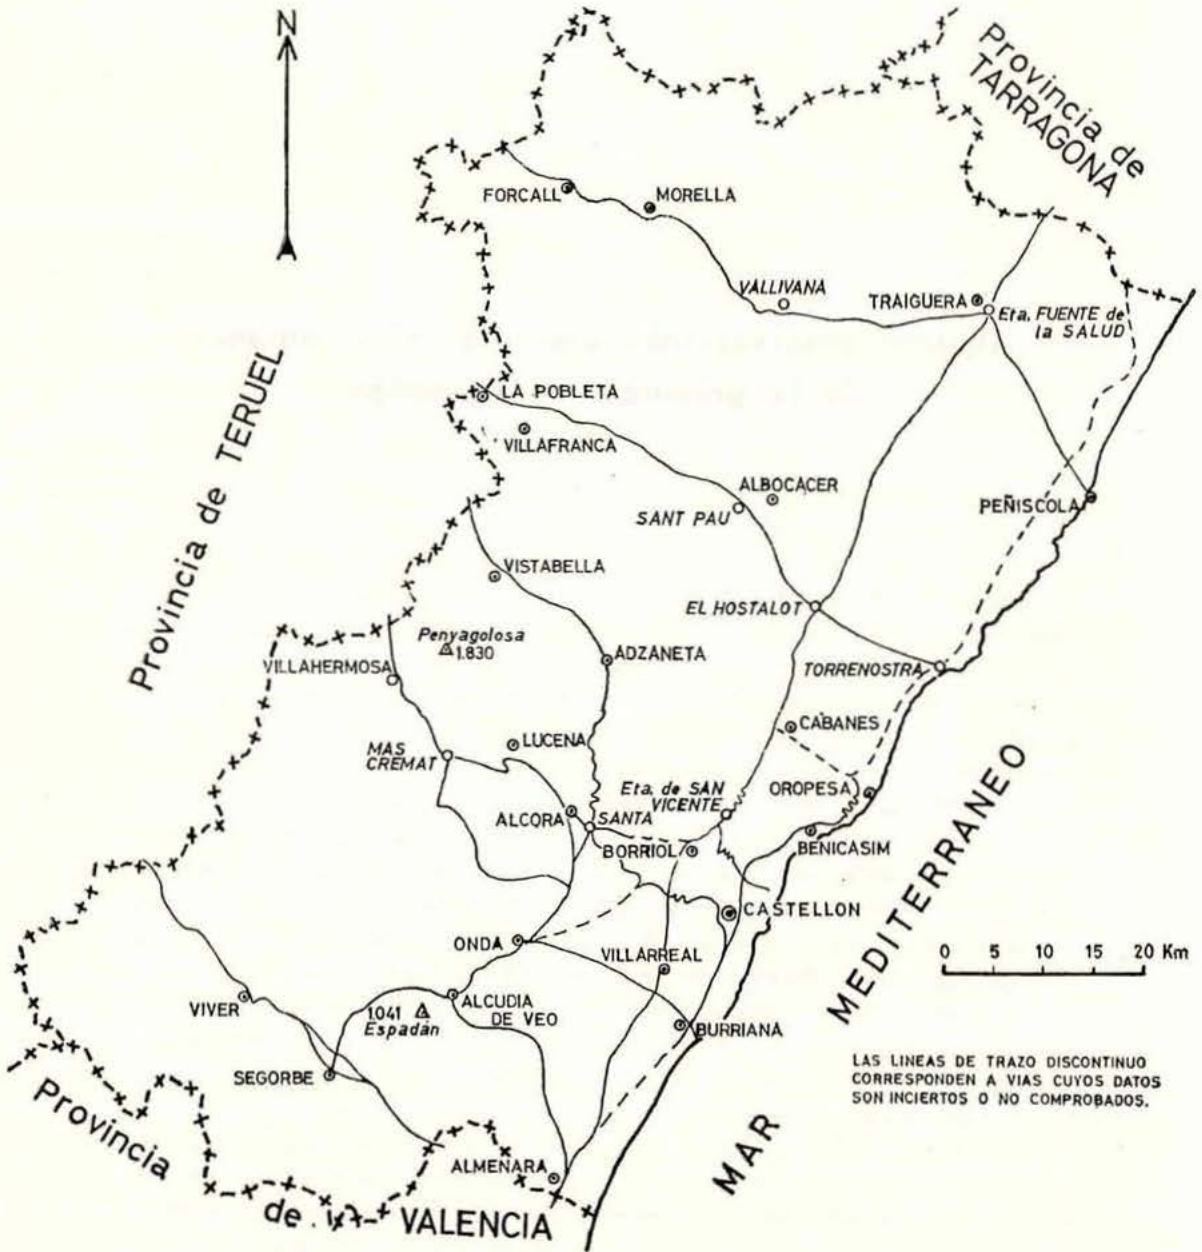 N
Provincia de
TARRAGONA
FORCALL
MORELLA
VALLIVANA
TRAIGUERA
Eta. FUENTE de
la SALUD
Provincia de TERUEL
LA POBLETA
VILLAFRANCA
ALBOCACER
SANT PAU
PEÑISCOLA
VISTABELLA
EL HOSTALOT
Penyagolosa
1.830
ADZANETA
VILLAHERMOSA
TORRENOSTRA
CABANES
LUCENA
MAS
CREMAT
Eta. de SAN
VICENTE
OROPESA
ALCORA
SANTA
BORRIOL
BENICASIM
CASTELLON
ONDA
VILLARREAL
MAR MEDITERRANEO
0 5 10 15 20 Km
VIVER
1.041
Espadán
ALCUDIA
DE VEO
BURRIANA
SEGORBE
LAS LINEAS DE TRAZO DISCONTINUO
CORRESPONDEN A VIAS CUYOS DATOS
SON INCIERTOS O NO COMPROBADOS.
ALMENARA
Provincia
de VALENCIA